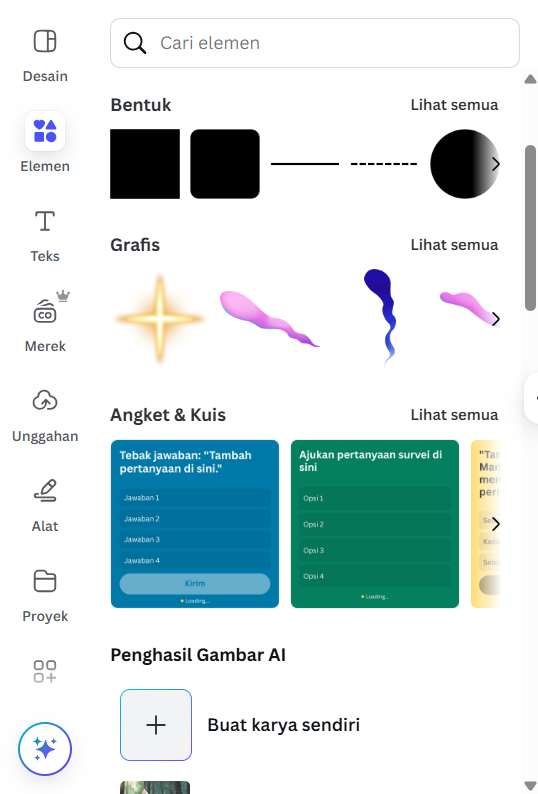 Desain
Elemen
Teks
Merek
Unggahan
Alat
Proyek
Cari elemen
Bentuk
Lihat semua
Grafis
Lihat semua
Angket & Kuis
Lihat semua
Tebak jawaban: "Tambah
pertanyaan di sini."
Jawaban 1
Jawaban 2
Jawaban 3
Jawaban 4
Kirim
Loading...
Ajukan pertanyaan survei di
sini
Opsi 1
Opsi 2
Opsi 3
Opsi 4
Loading...
Penghasil Gambar AI
Buat karya sendiri